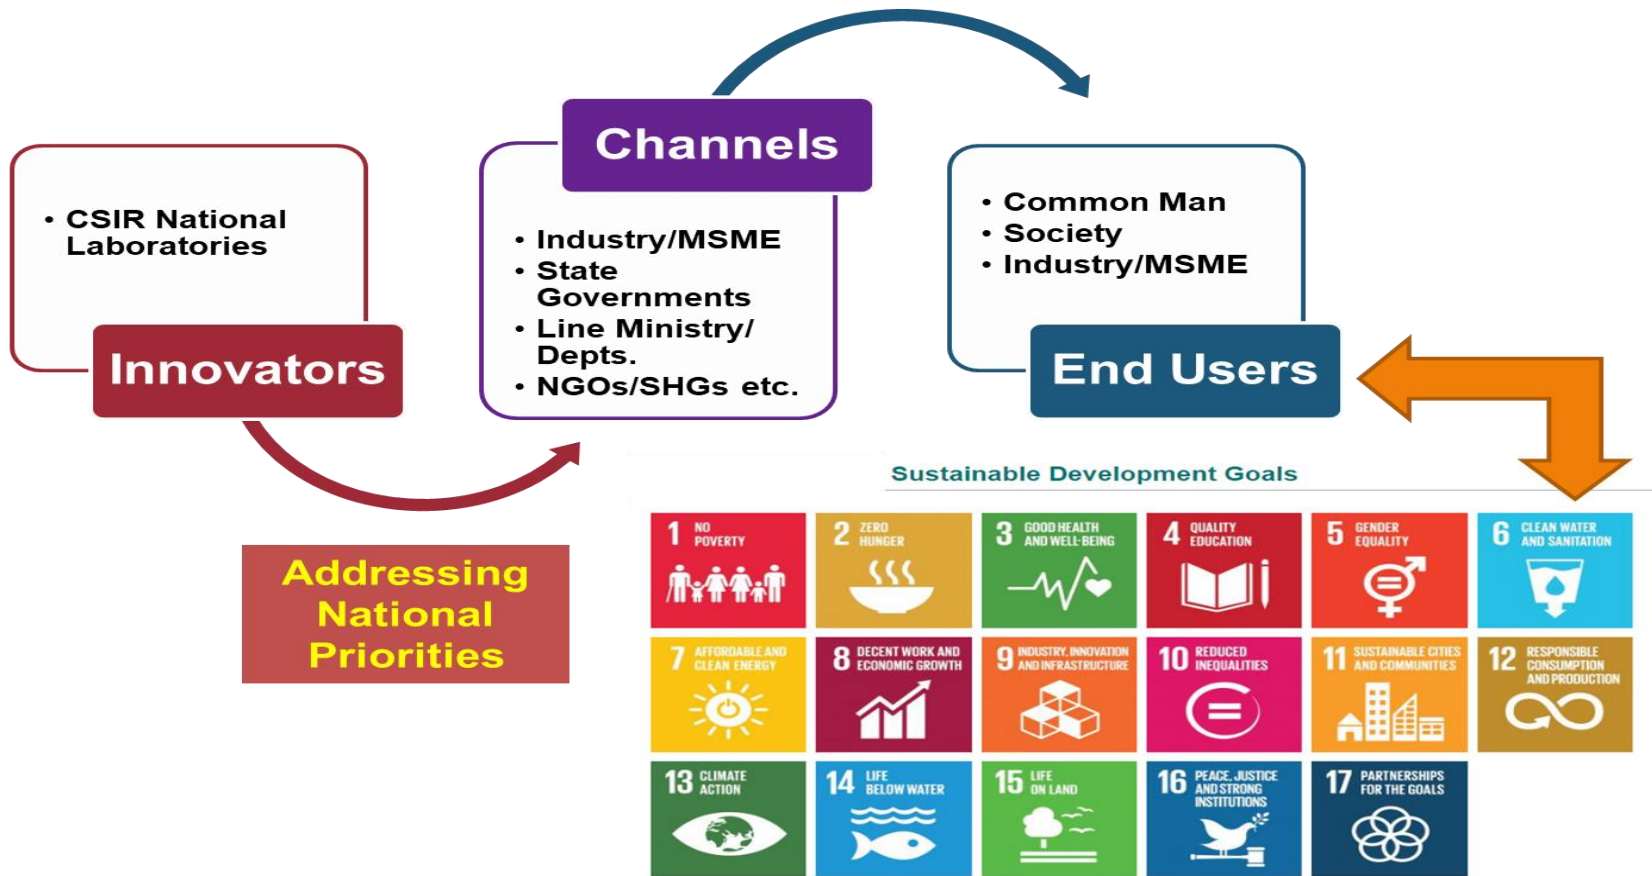 • CSIR National
Laboratories
Innovators
Channels
• Industry/MSME
• State
Governments
• Line Ministry/
Depts.
• NGOs/SHGs etc.
• Common Man
• Society
• Industry/MSME
End Users
Addressing
National
Priorities
Sustainable Development Goals
1 NO
POVERTY
2 ZERO
HUNGER
3 GOOD HEALTH
AND WELL-BEING
4 QUALITY
EDUCATION
5 GENDER
EQUALITY
6 CLEAN WATER
AND SANITATION
7 AFFORDABLE AND
CLEAN ENERGY
8 DECENT WORK AND
ECONOMIC GROWTH
9 INDUSTRY, INNOVATION
AND INFRASTRUCTURE
10 REDUCED
INEQUALITIES
11 SUSTAINABLE CITIES
AND COMMUNITIES
12 RESPONSIBLE
CONSUMPTION
AND PRODUCTION
13 CLIMATE
ACTION
14 LIFE
BELOW WATER
15 LIFE
ON LAND
16 PEACE, JUSTICE
AND STRONG
INSTITUTIONS
17 PARTNERSHIPS
FOR THE GOALS